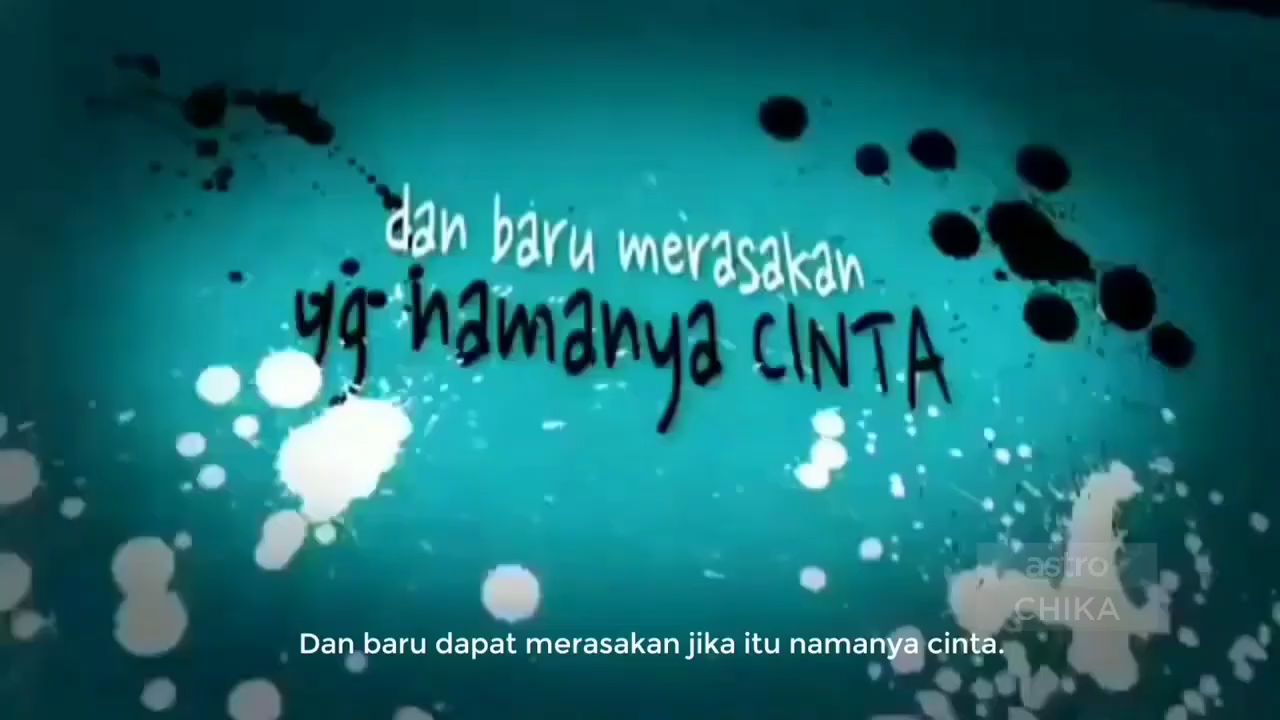 dan baru merasakan
yg namanya CINTA
astro
CHIKA
Dan baru dapat merasakan jika itu namanya cinta.